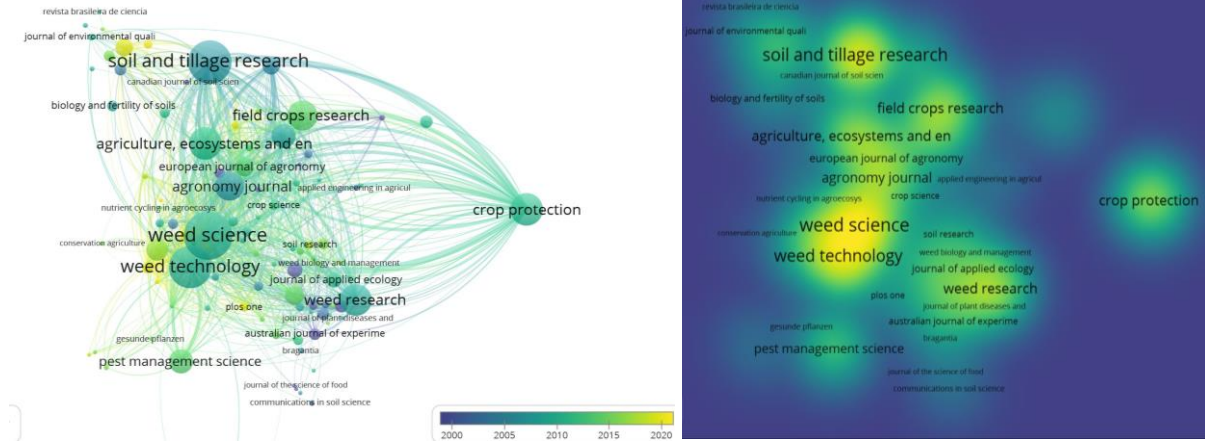 revista brasileira de ciencia
journal of environmental quali
soil and tillage research
canadian journal of soil scien
biology and fertility of soils
field crops research
agriculture, ecosystems and en
european journal of agronomy
agronomy journal
applied engineering in agricul
nutrient cycling in agroecosys
crop science
crop protection
weed science
conservation agriculture
soil research
weed technology
weed biology and management
journal of applied ecology
weed research
plos one
journal of plant diseases and
australian journal of experime
gesunde pflanzen
bragantia
pest management science
journal of the science of food
communications in soil science
2000 2005 2010 2015 2020
revista brasileira de ciencia
journal of environmental quali
soil and tillage research
canadian journal of soil scien
biology and fertility of soils
field crops research
agriculture, ecosystems and en
european journal of agronomy
agronomy journal
applied engineering in agricul
nutrient cycling in agroecosys
crop science
crop protection
weed science
conservation agriculture
soil research
weed technology
weed biology and management
journal of applied ecology
weed research
plos one
journal of plant diseases and
australian journal of experime
gesunde pflanzen
bragantia
pest management science
journal of the science of food
communications in soil science